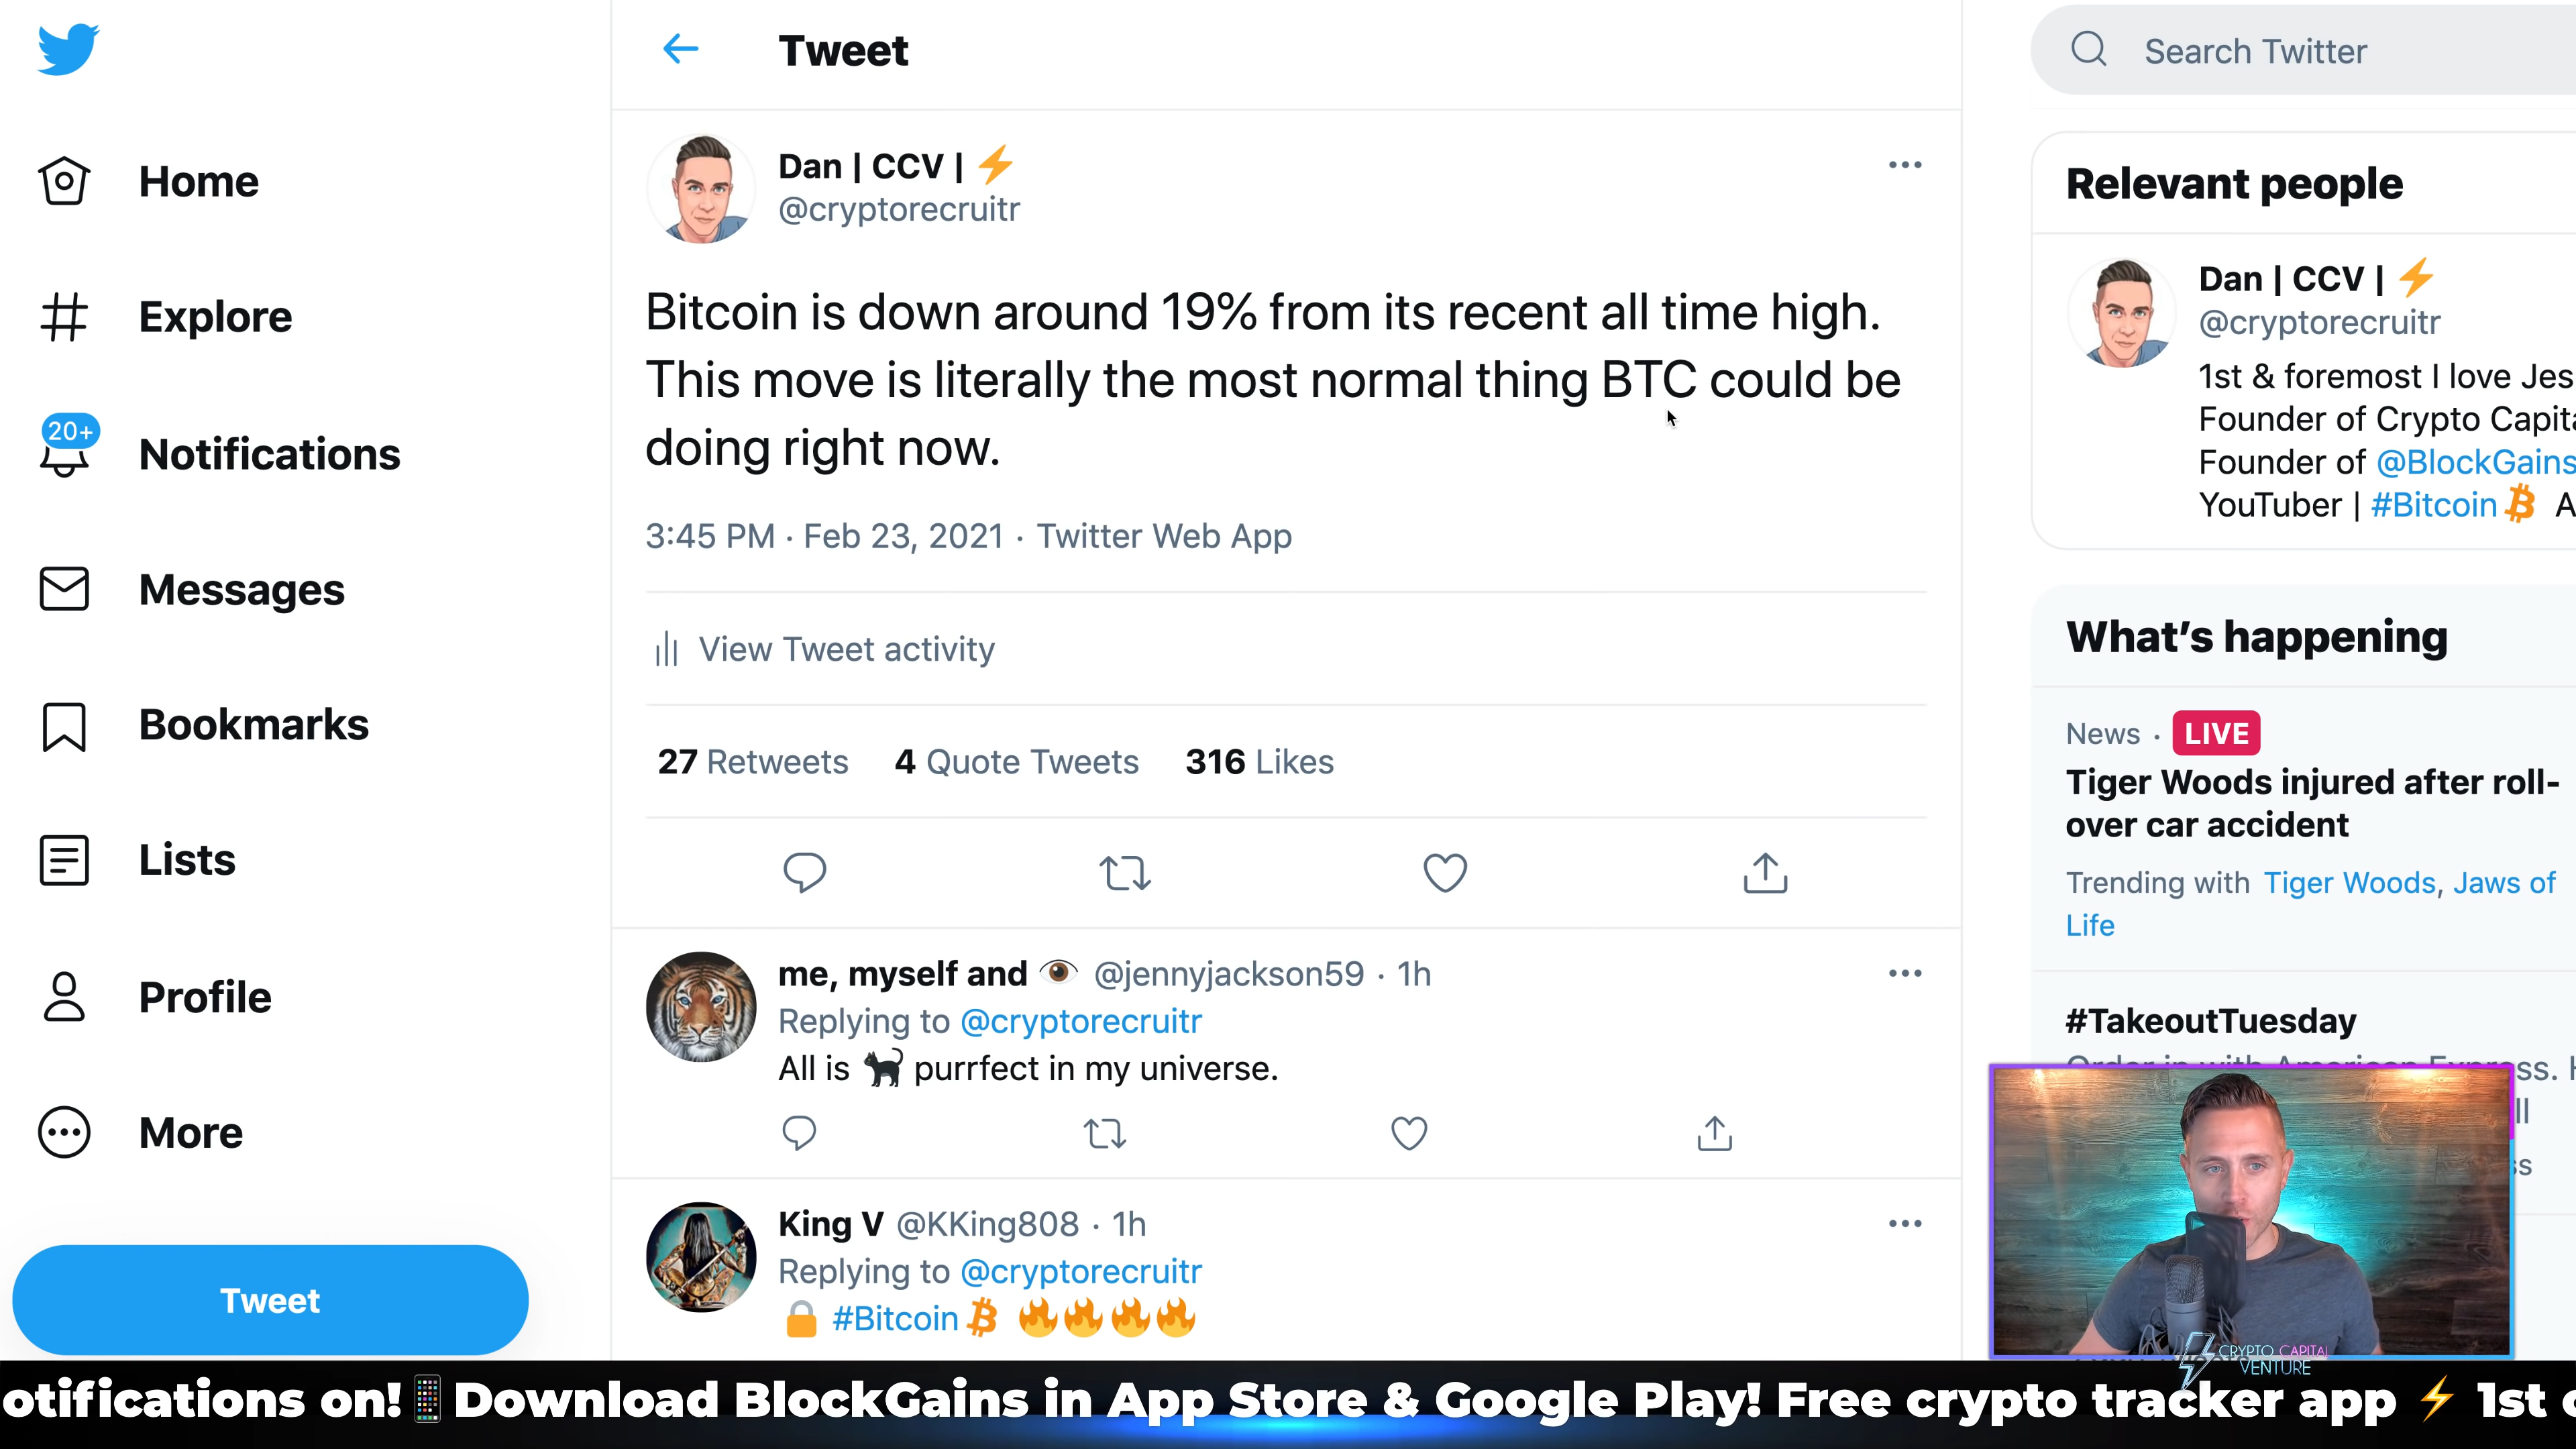 Tweet
Search Twitter
Home
Explore
20+
Notifications
Messages
Bookmarks
Lists
Profile
More
Tweet
Dan | CCV | ⚡
@cryptorecruitr
Bitcoin is down around 19% from its recent all time high.
This move is literally the most normal thing BTC could be
doing right now.
3:45 PM · Feb 23, 2021 · Twitter Web App
View Tweet activity
27 Retweets 4 Quote Tweets 316 Likes
me, myself and 👁 @jennyjackson59 · 1h
Replying to @cryptorecruitr
All is 🐈‍⬛ purrfect in my universe.
King V @KKing808 · 1h
Replying to @cryptorecruitr
🔒 #Bitcoin 🔥🔥🔥🔥
Relevant people
Dan | CCV | ⚡
@cryptorecruitr
1st & foremost I love Jes
Founder of Crypto Capit
Founder of @BlockGains
YouTuber | #Bitcoin A
What's happening
News · LIVE
Tiger Woods injured after roll-
over car accident
Trending with Tiger Woods, Jaws of
Life
#TakeoutTuesday
Order in with American Express.
CRYPTO CAPITAL
VENTURE
otifications on!📱Download BlockGains in App Store & Google Play! Free crypto tracker app ⚡ 1st